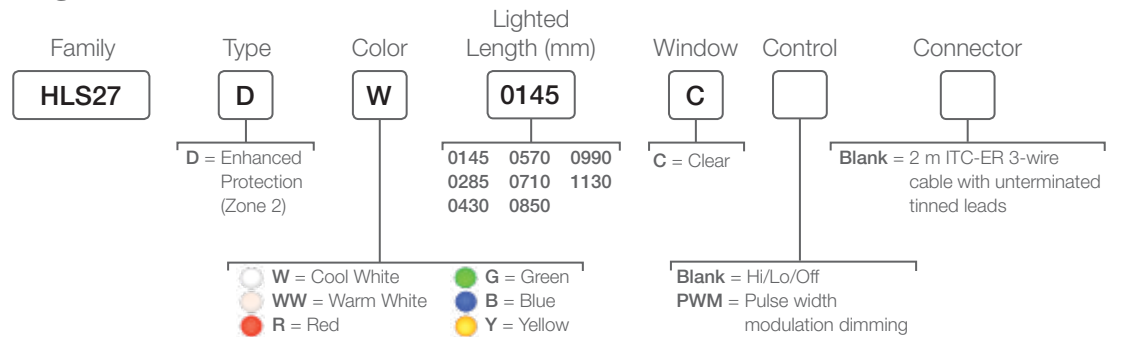 Family
Type
Color
Lighted
Length (mm)
Window
Control
Connector
HLS27
D
W
0145
C
D = Enhanced
Protection
(Zone 2)
0145 0570 0990
0285 0710 1130
0430 0850
C = Clear
Blank = 2 m ITC-ER 3-wire
cable with unterminated
tinned leads
W = Cool White
WW = Warm White
R = Red
G = Green
B = Blue
Y = Yellow
Blank = Hi/Lo/Off
PWM = Pulse width
modulation dimming